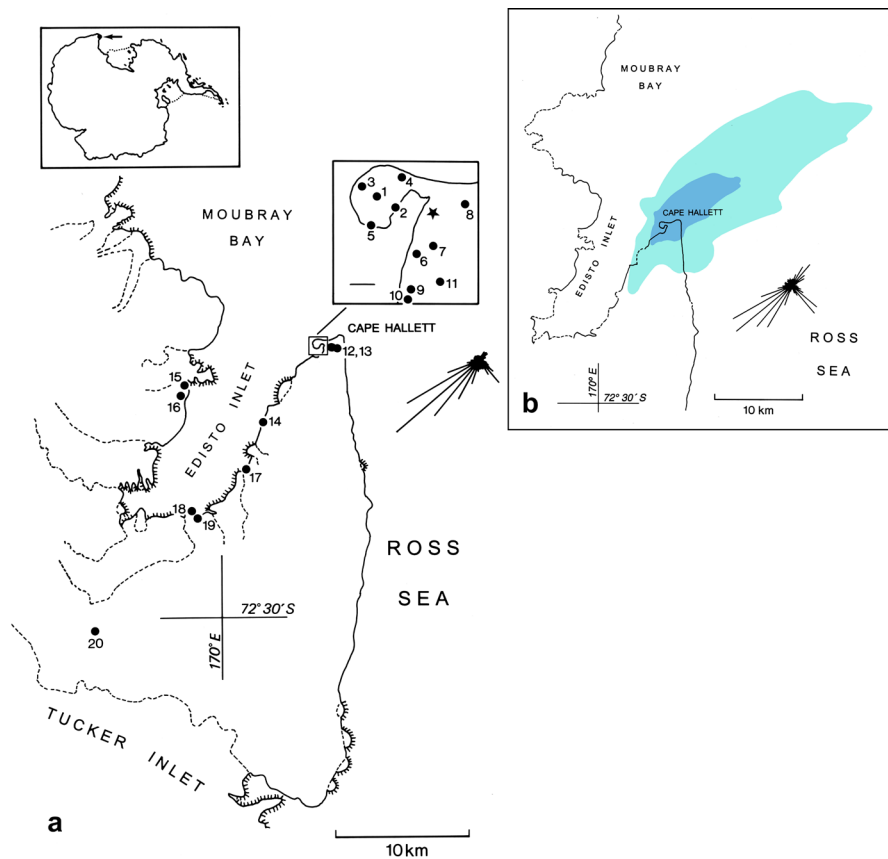 MOUBRAY
BAY
3
4
1
2
5
8
7
6
11
9
10
CAPE HALLETT
12,13
15
16
14
EDISTO INLET
17
18
19
ROSS
SEA
72° 30′ S
170° E
20
TUCKER INLET
a
10 km
MOUBRAY
BAY
CAPE HALLETT
EDISTO INLET
ROSS
SEA
170° E
72° 30′ S
10 km
b